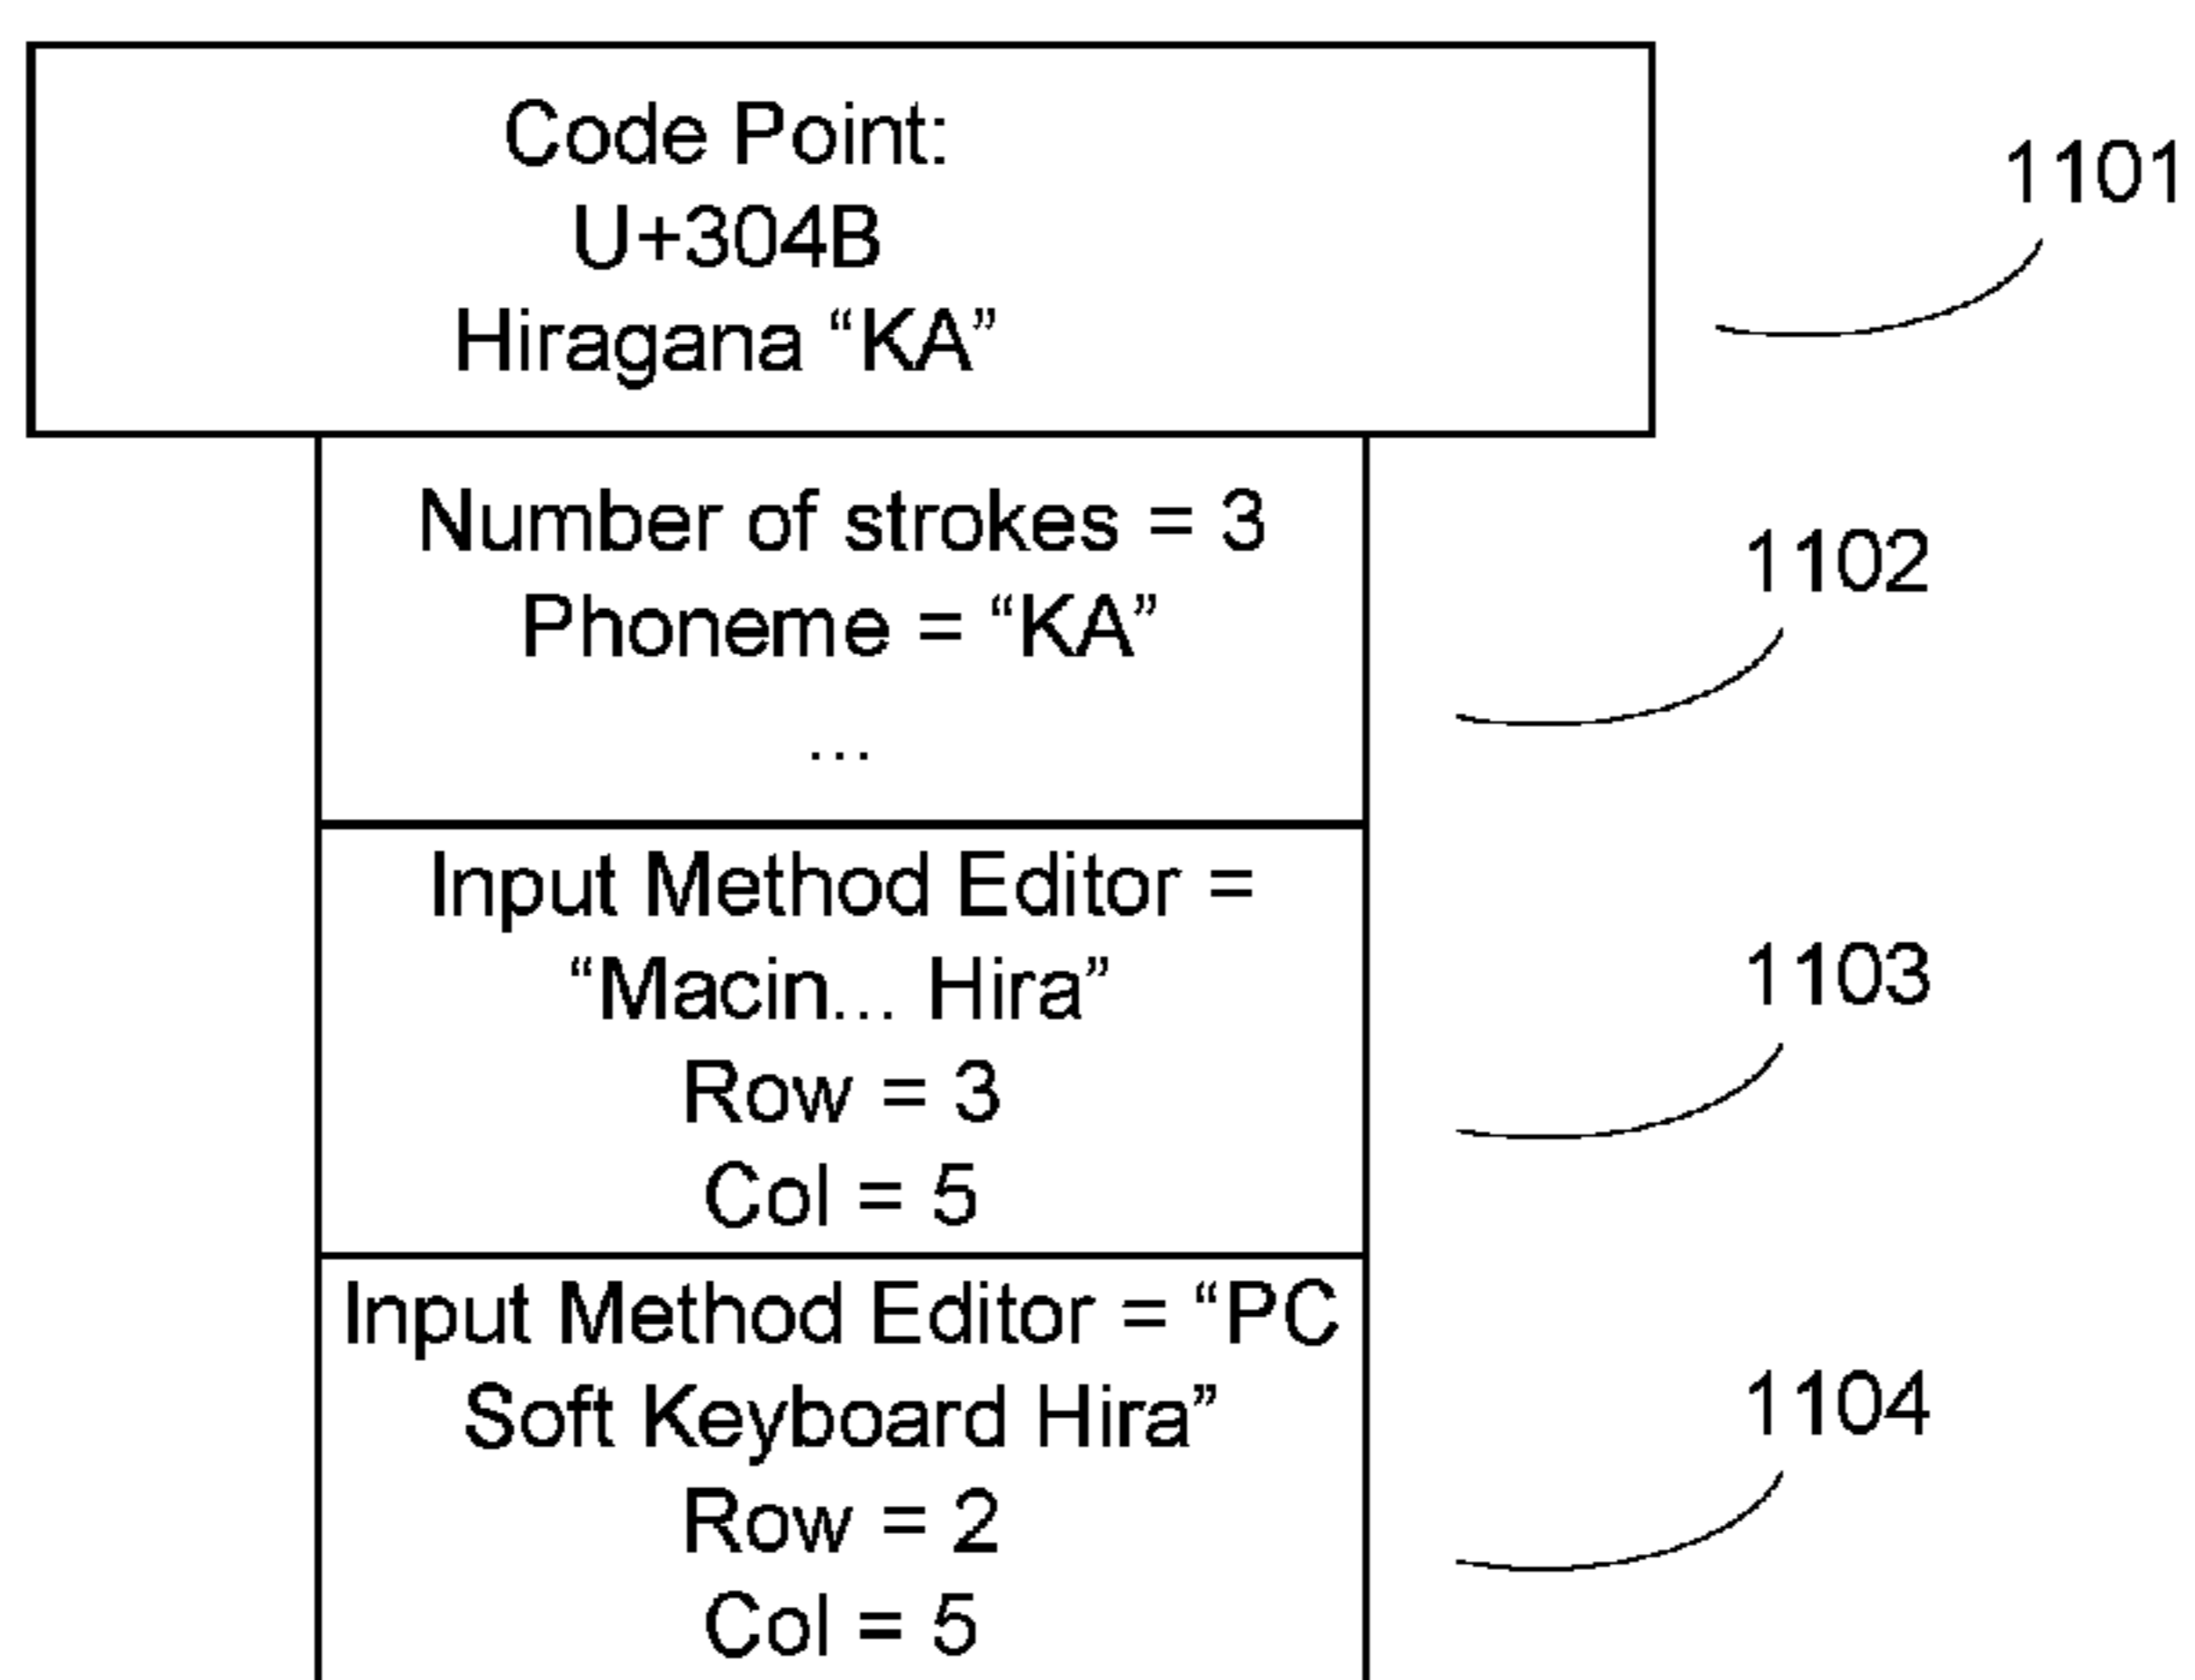 Code Point:
U+304B
Hiragana “KA”
1101
Number of strokes = 3
Phoneme = “KA”
...
1102
Input Method Editor =
“Macin... Hira”
Row = 3
Col = 5
1103
Input Method Editor = “PC
Soft Keyboard Hira”
Row = 2
Col = 5
1104